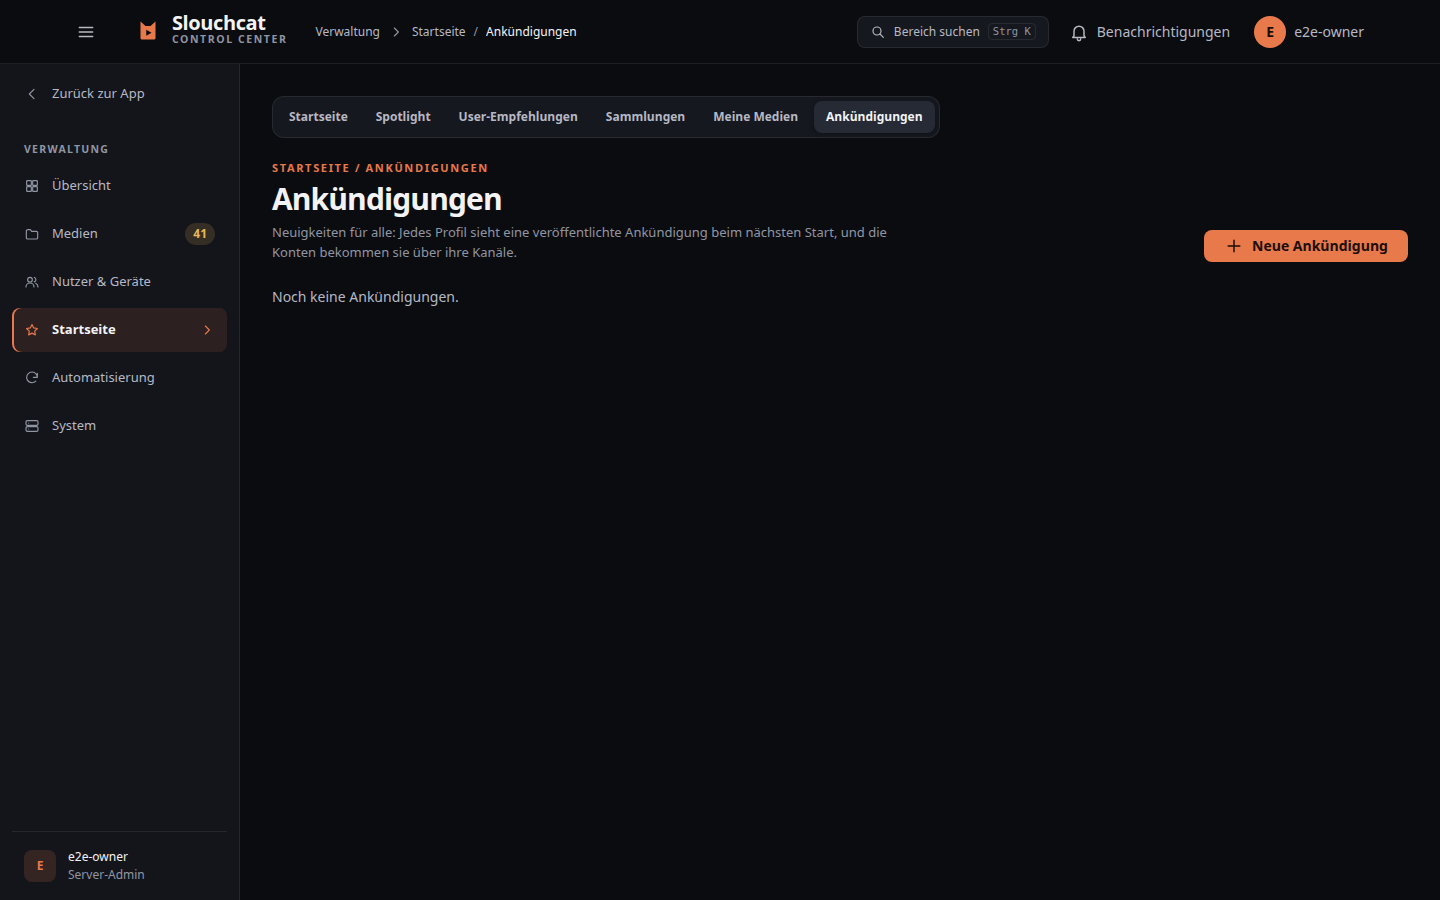 Slouchcat
CONTROL CENTER
Verwaltung
Startseite / Ankündigungen
Bereich suchen
Strg K
Benachrichtigungen
E
e2e-owner
Zurück zur App
VERWALTUNG
Übersicht
Medien
41
Nutzer & Geräte
Startseite
Automatisierung
System
E
e2e-owner
Server-Admin
Startseite
Spotlight
User-Empfehlungen
Sammlungen
Meine Medien
Ankündigungen
STARTSEITE / ANKÜNDIGUNGEN
Ankündigungen
Neuigkeiten für alle: Jedes Profil sieht eine veröffentlichte Ankündigung beim nächsten Start, und die
Konten bekommen sie über ihre Kanäle.
Neue Ankündigung
Noch keine Ankündigungen.